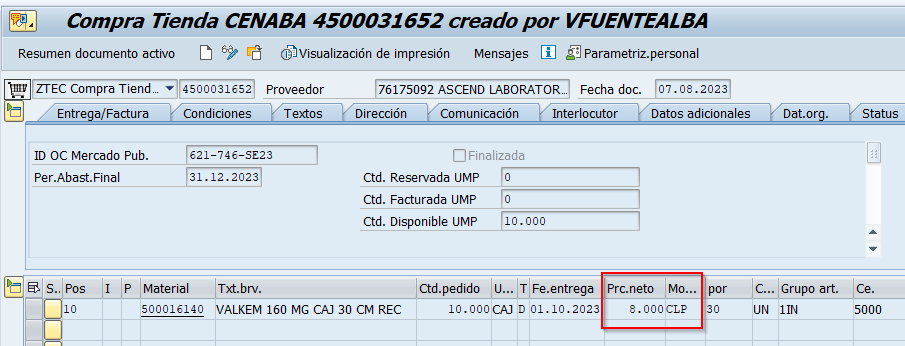 Compra Tienda CENABA 4500031652 creado por VFUENTEALBA
Resumen documento activo Visualización de impresión Mensajes Parametriz.personal
ZTEC Compra Tiend... 4500031652 Proveedor 76175092 ASCEND LABORATOR... Fecha doc. 07.08.2023
Entrega/Factura Condiciones Textos Dirección Comunicación Interlocutor Datos adicionales Dat.org. Status
ID OC Mercado Pub. 621-746-SE23 Finalizada
Per.Abast.Final 31.12.2023 Ctd. Reservada UMP 0
Ctd. Facturada UMP 0
Ctd. Disponible UMP 10.000
S.. Pos I P Material Txt.brv. Ctd.pedido U... T Fe.entrega Prc.neto Mo... por C... Grupo art. Ce.
10 500016140 VALKEM 160 MG CAJ 30 CM REC 10.000 CAJ D 01.10.2023 8.000 CLP 30 UN 1IN 5000